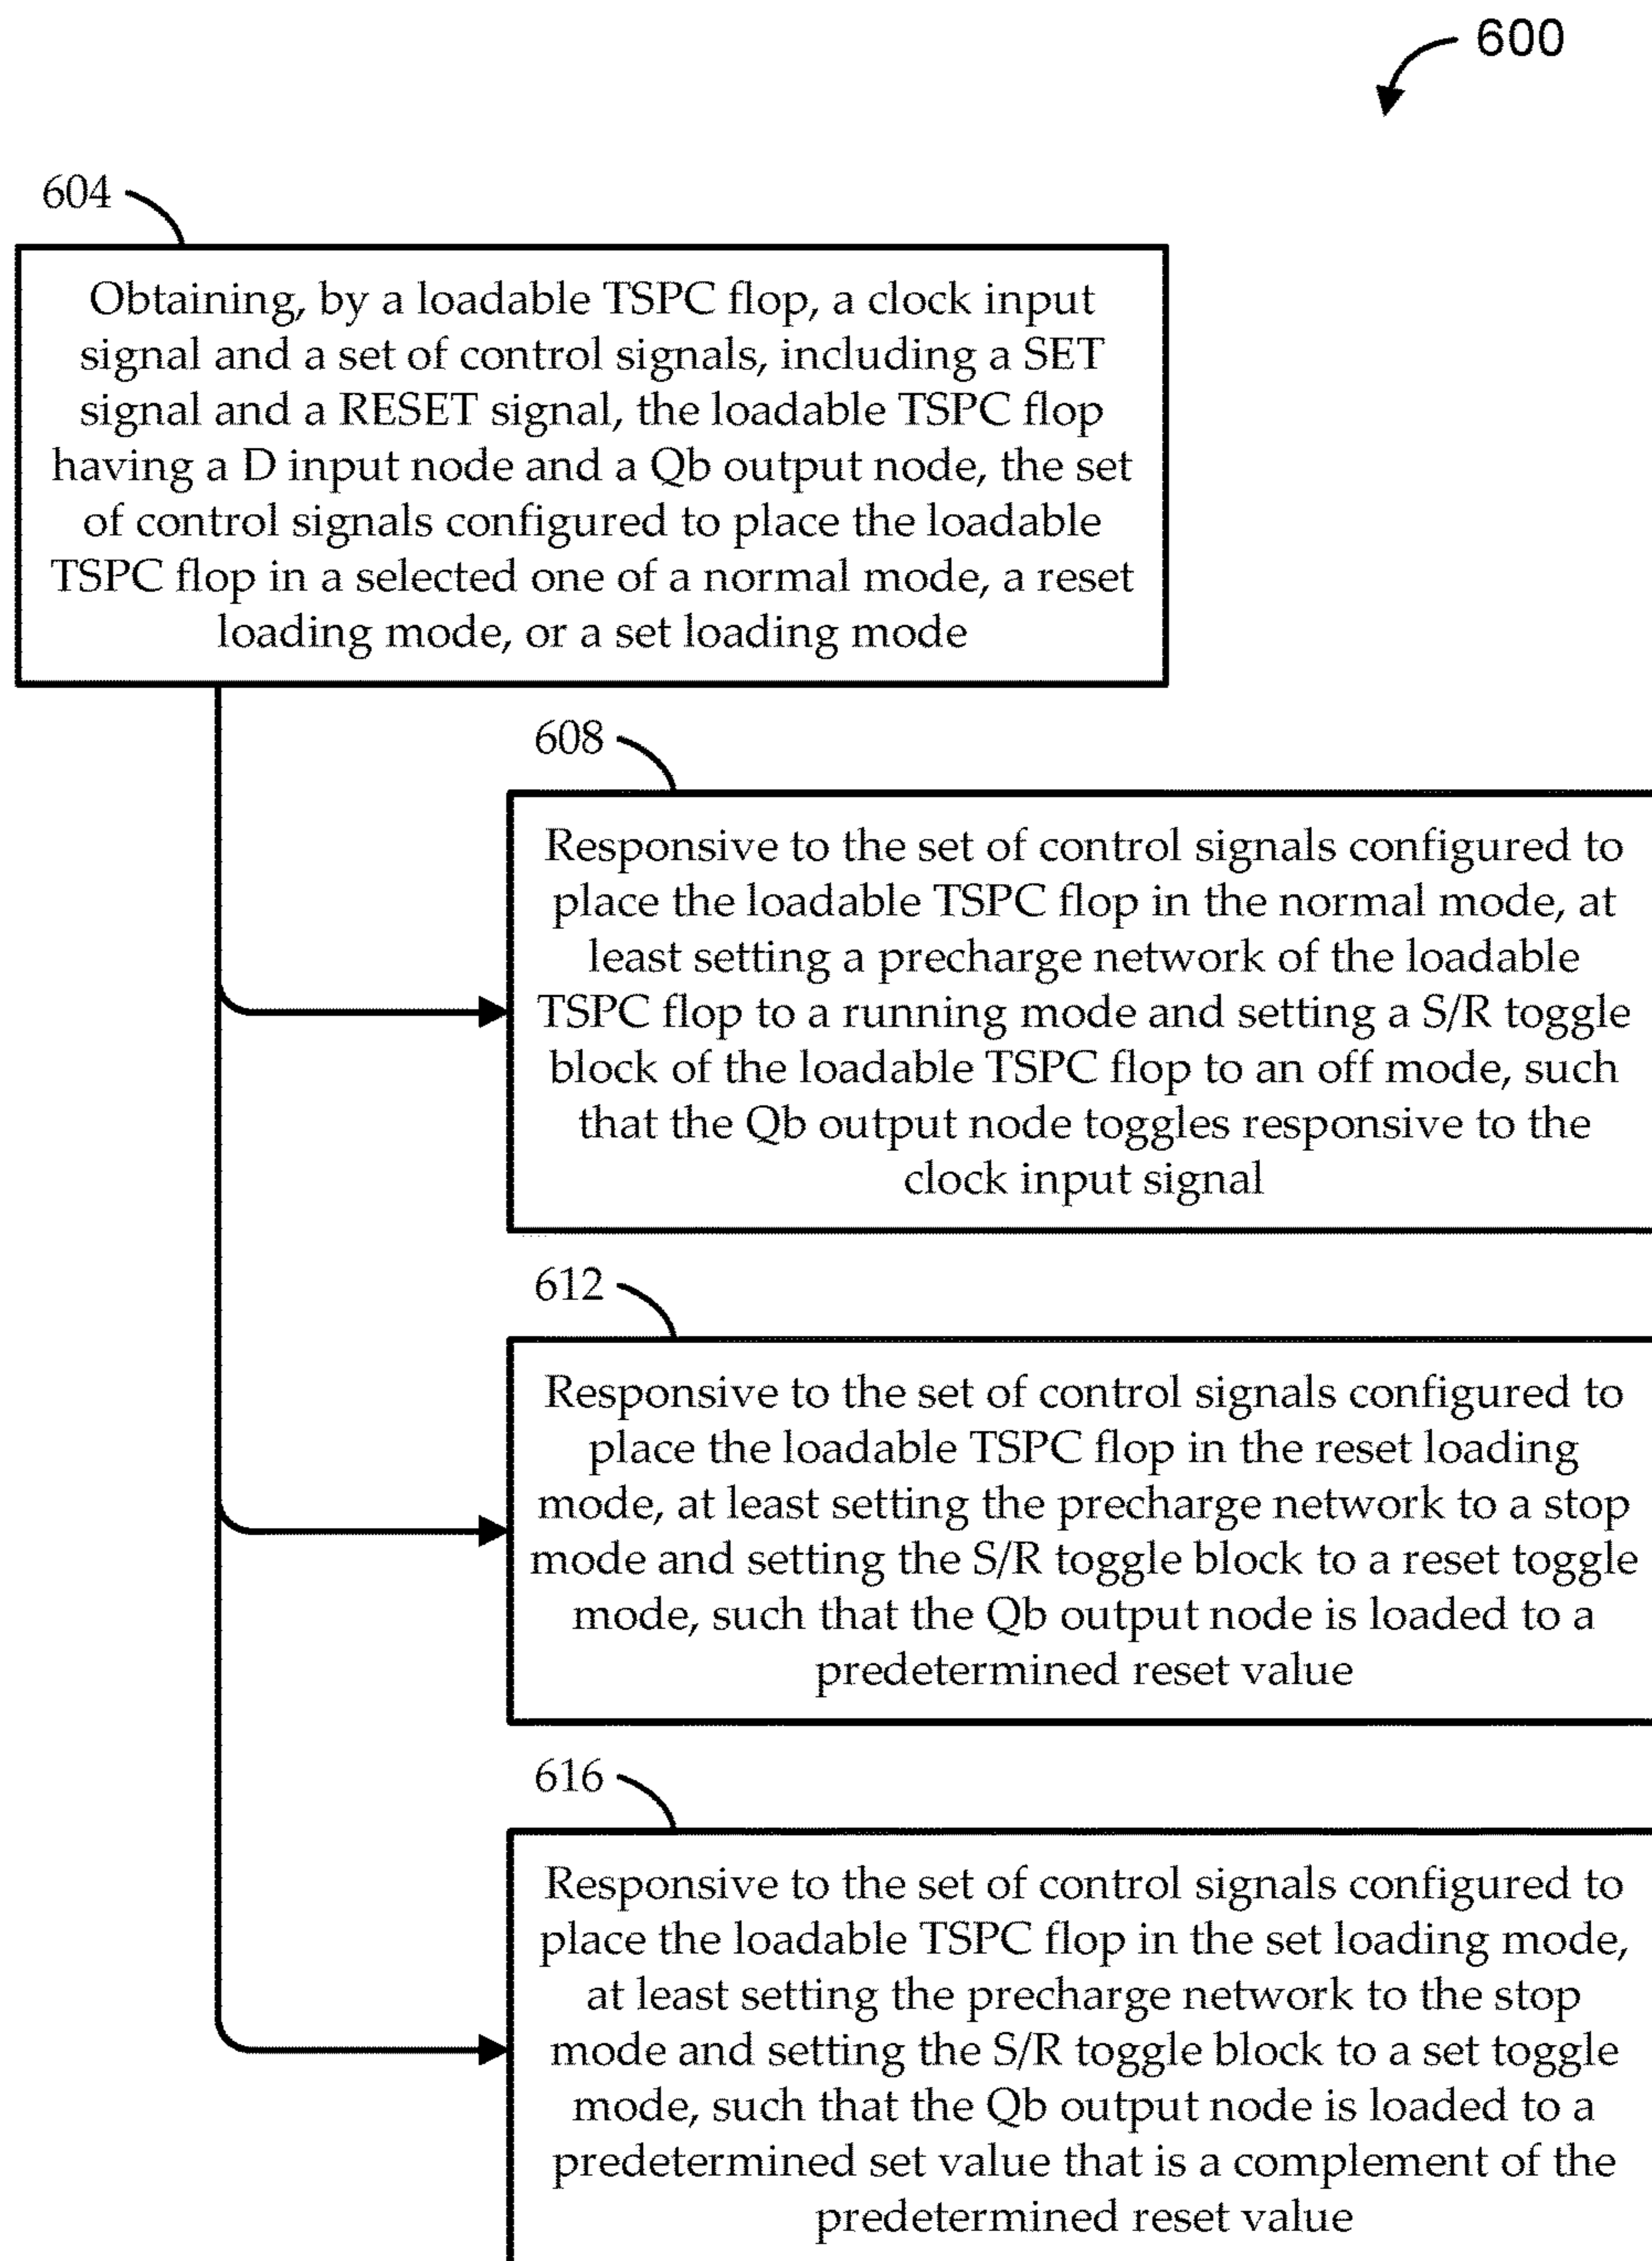 600
604
Obtaining, by a loadable TSPC flop, a clock input
signal and a set of control signals, including a SET
signal and a RESET signal, the loadable TSPC flop
having a D input node and a Qb output node, the set
of control signals configured to place the loadable
TSPC flop in a selected one of a normal mode, a reset
loading mode, or a set loading mode
608
Responsive to the set of control signals configured to
place the loadable TSPC flop in the normal mode, at
least setting a precharge network of the loadable
TSPC flop to a running mode and setting a S/R toggle
block of the loadable TSPC flop to an off mode, such
that the Qb output node toggles responsive to the
clock input signal
612
Responsive to the set of control signals configured to
place the loadable TSPC flop in the reset loading
mode, at least setting the precharge network to a stop
mode and setting the S/R toggle block to a reset toggle
mode, such that the Qb output node is loaded to a
predetermined reset value
616
Responsive to the set of control signals configured to
place the loadable TSPC flop in the set loading mode,
at least setting the precharge network to the stop
mode and setting the S/R toggle block to a set toggle
mode, such that the Qb output node is loaded to a
predetermined set value that is a complement of the
predetermined reset value